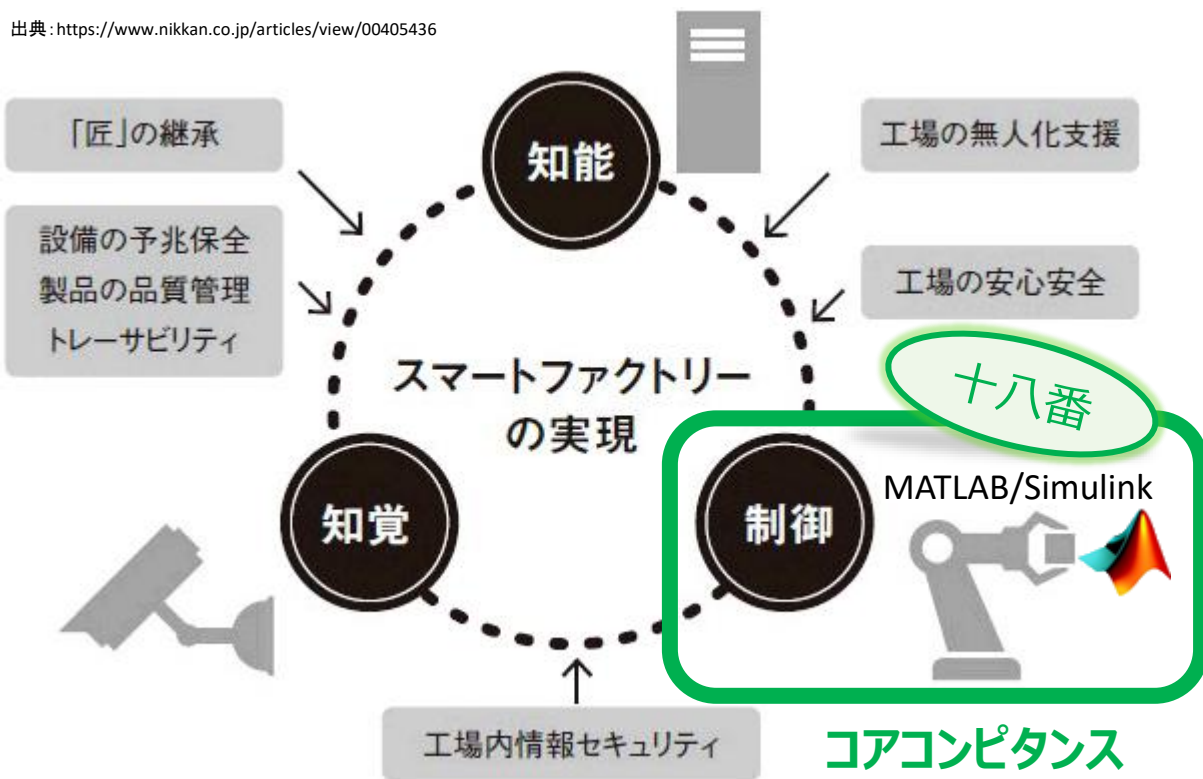 出典：https://www.nikkan.co.jp/articles/view/00405436
「匠」の継承
知能
工場の無人化支援
設備の予兆保全
製品の品質管理
トレーサビリティ
工場の安心安全
スマートファクトリー
の実現
十八番
知覚
制御
MATLAB/Simulink
工場内情報セキュリティ
コアコンピタンス